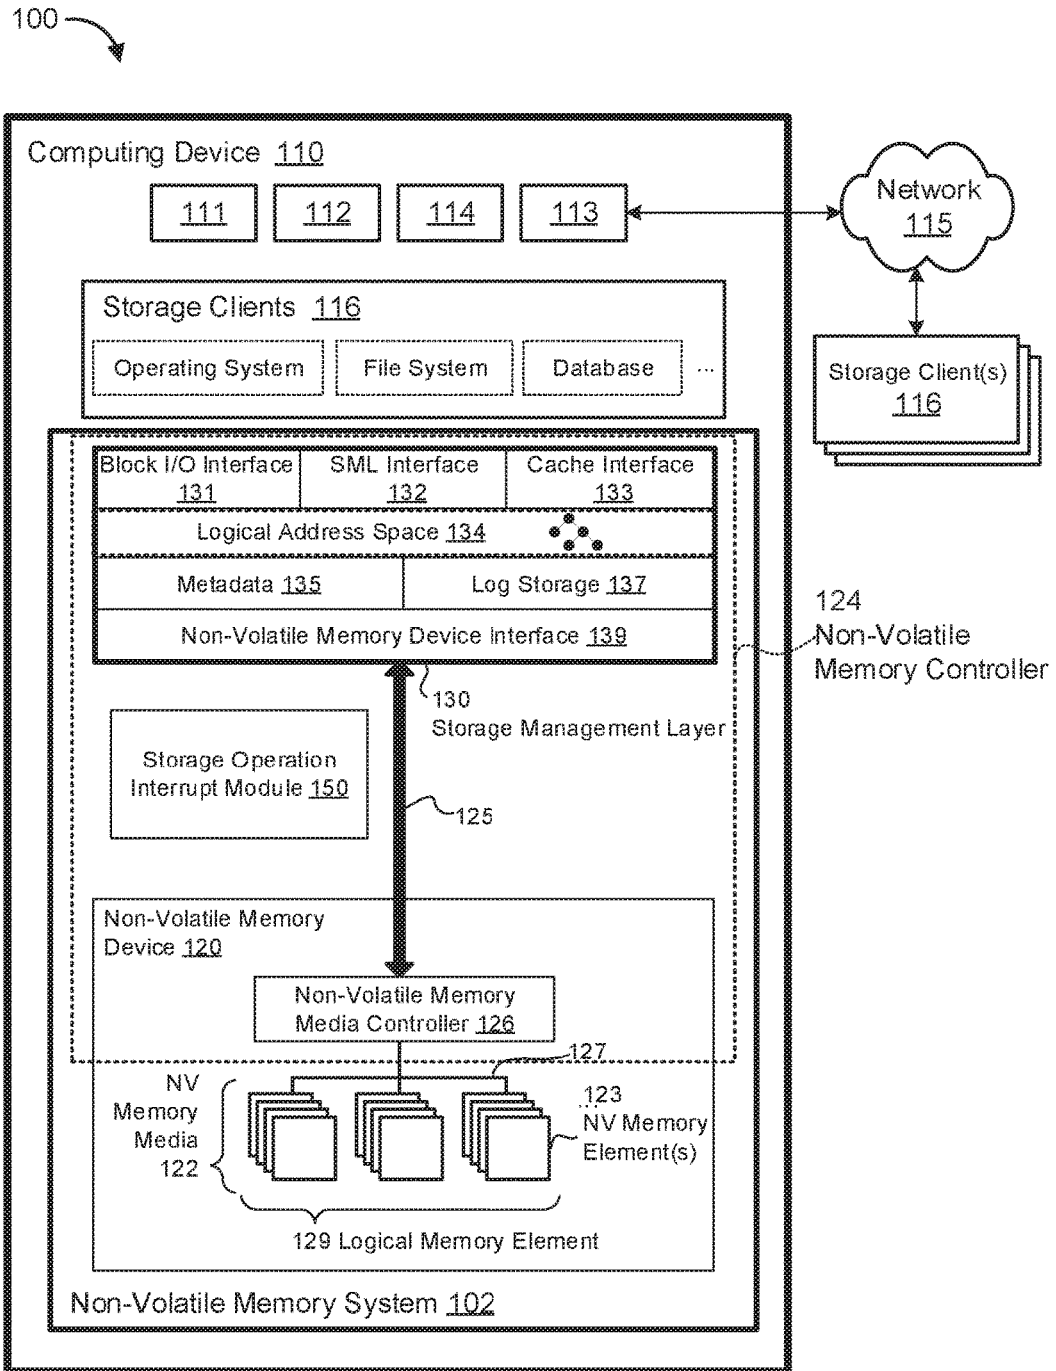 100
Computing Device 110
111 112 114 113
Network
115
Storage Clients 116
Operating System File System Database ...
Storage Client(s)
116
Block I/O Interface
131
SML Interface
132
Cache Interface
133
Logical Address Space 134
Metadata 135 Log Storage 137
Non-Volatile Memory Device Interface 139
124
Non-Volatile
Memory Controller
130
Storage Management Layer
Storage Operation
Interrupt Module 150
125
Non-Volatile Memory
Device 120
Non-Volatile Memory
Media Controller 126
127
NV
Memory
Media
122
...
123
NV Memory
Element(s)
129 Logical Memory Element
Non-Volatile Memory System 102